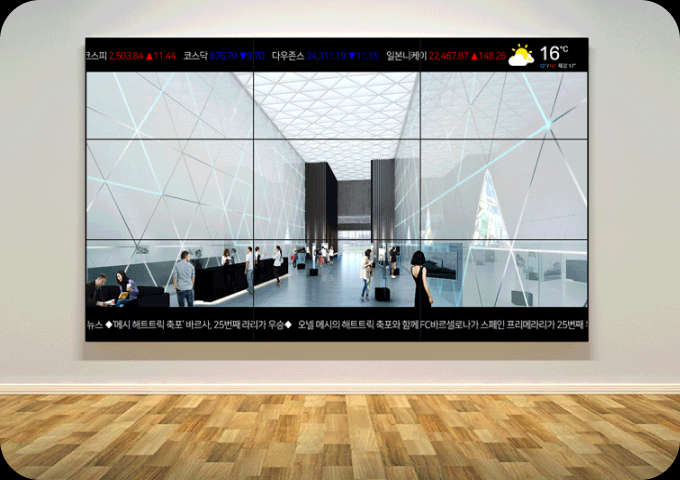 코스피 2,503.84 ▲11.44 코스닥 876.79 ▼9.70 다우존스 24,311.19 ▼11.15 일본니케이 22,467.87 ▲148.26 16℃
뉴스 ◆'메시 해트트릭 축포' 바르사, 25번째 라리가 우승◆ 오넬 메시의 해트트릭 축포와 함께 FC바르셀로나가 스페인 프리메라리가 25번째